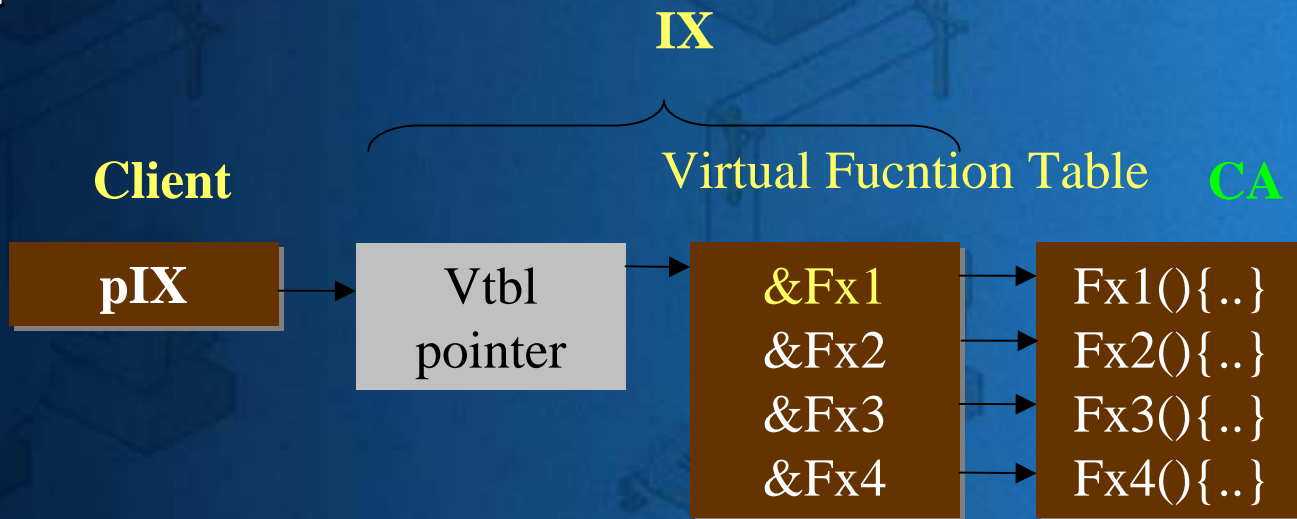 IX
Client
Virtual Fucntion Table
CA
pIX
Vtbl
pointer
&Fx1
&Fx2
&Fx3
&Fx4
Fx1(){..}
Fx2(){..}
Fx3(){..}
Fx4(){..}